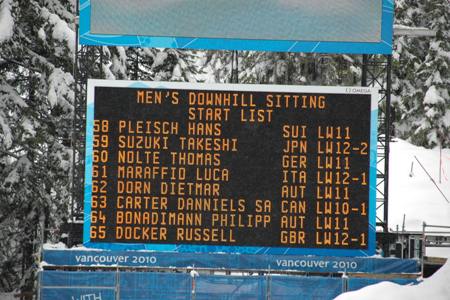 OMEGA
MEN'S DOWNHILL SITTING
START LIST
58 PLEISCH HANS SUI LW11
59 SUZUKI TAKESHI JPN LW12-2
60 NOLTE THOMAS GER LW11
61 MARAFFIO LUCA ITA LW12-1
62 DORN DIETMAR AUT LW11
63 CARTER DANNIELS SA CAN LW10-1
64 BONADIMANN PHILIPP AUT LW11
65 DOCKER RUSSELL GBR LW12-1
vancouver 2010 vancouver 2010
WITH